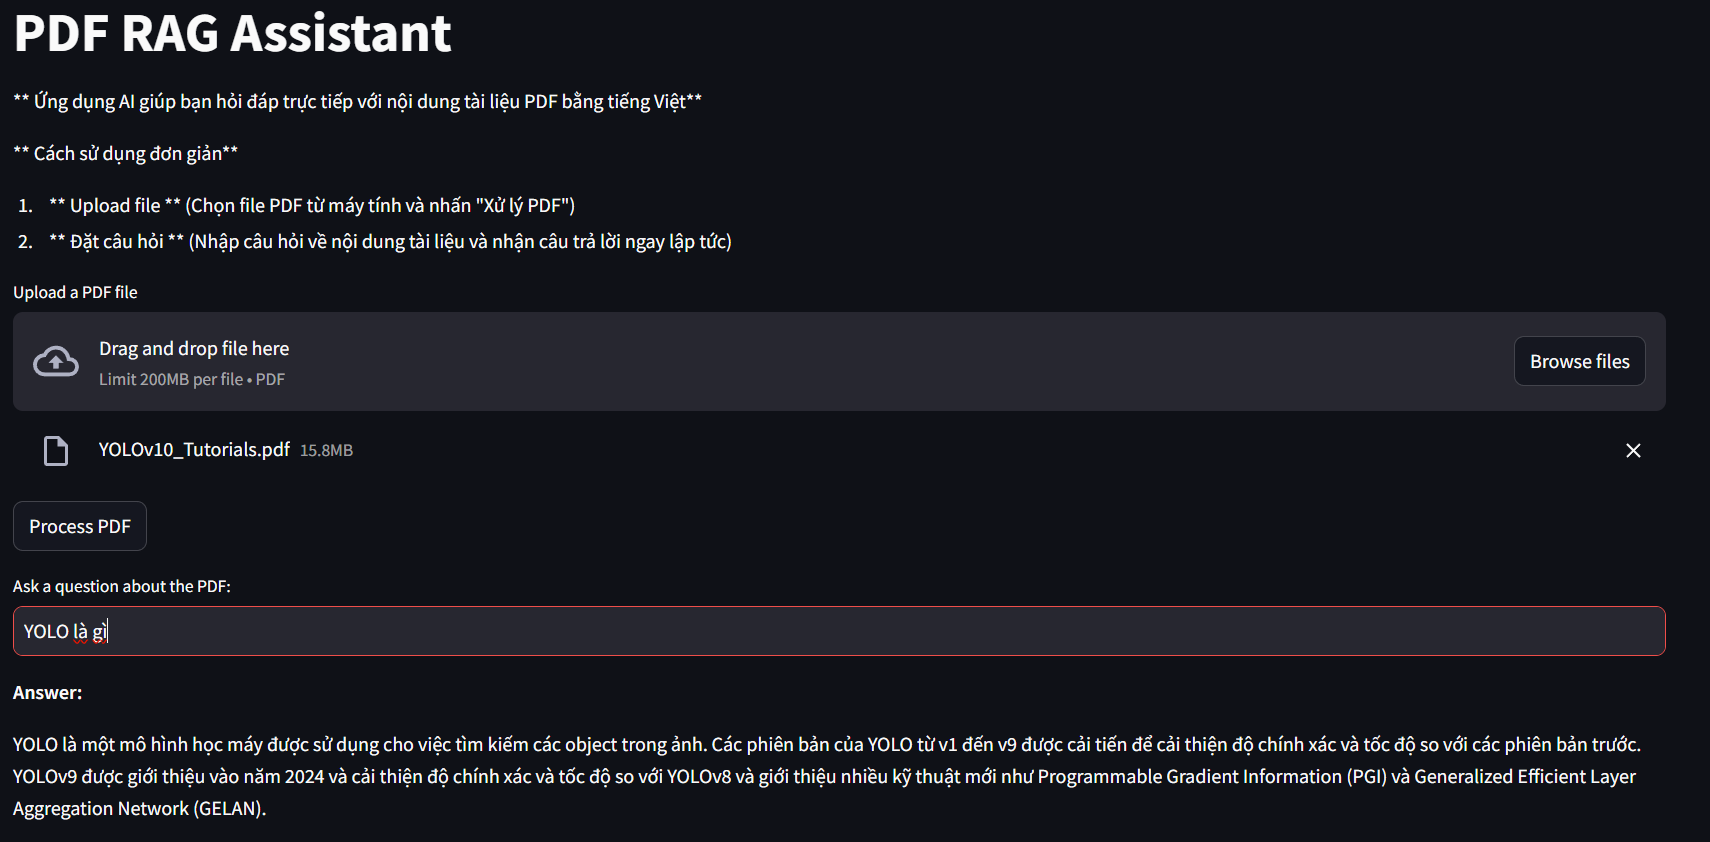 PDF RAG Assistant
** Ứng dụng AI giúp bạn hỏi đáp trực tiếp với nội dung tài liệu PDF bằng tiếng Việt**
** Cách sử dụng đơn giản**
1. ** Upload file ** (Chọn file PDF từ máy tính và nhấn "Xử lý PDF")
2. ** Đặt câu hỏi ** (Nhập câu hỏi về nội dung tài liệu và nhận câu trả lời ngay lập tức)
Upload a PDF file
Drag and drop file here
Limit 200MB per file • PDF
Browse files
YOLOv10_Tutorials.pdf 15.8MB
Process PDF
Ask a question about the PDF:
YOLO là gì
Answer:
YOLO là một mô hình học máy được sử dụng cho việc tìm kiếm các object trong ảnh. Các phiên bản của YOLO từ v1 đến v9 được cải tiến để cải thiện độ chính xác và tốc độ so với các phiên bản trước.
YOLOv9 được giới thiệu vào năm 2024 và cải thiện độ chính xác và tốc độ so với YOLOv8 và giới thiệu nhiều kỹ thuật mới như Programmable Gradient Information (PGI) và Generalized Efficient Layer
Aggregation Network (GELAN).